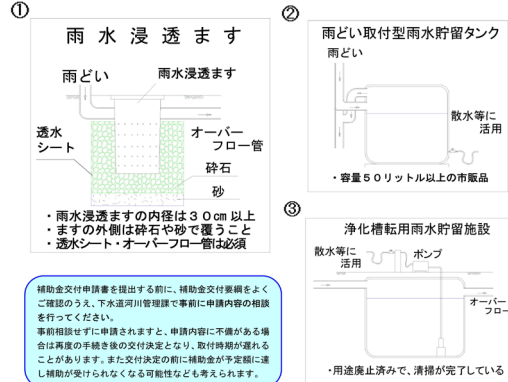 ①
雨水浸透ます
雨どい
雨水浸透ます
透水
シート
オーバー
フロー管
砕石
砂
・雨水浸透ますの内径は３０㎝以上
・ますの外側は砕石や砂で覆うこと
・透水シート・オーバーフロー管は必須
②
雨どい取付型雨水貯留タンク
雨どい
散水等に
活用
・容量５０リットル以上の市販品
③
浄化槽転用雨水貯留施設
散水等に
活用
ポンプ
オーバー
フロー
・用途廃止済みで、清掃が完了している
補助金交付申請書を提出する前に、補助金交付要綱をよく
ご確認のうえ、下水道河川管理課で事前に申請内容の相談
を行ってください。
事前相談せずに申請されますと、申請内容に不備がある場
合は再度の手続き後の交付決定となり、取付時期が遅れる
ことがあります。また交付決定の前に補助金が予定額に達
し補助が受けられなくなる可能性なども考えられます。